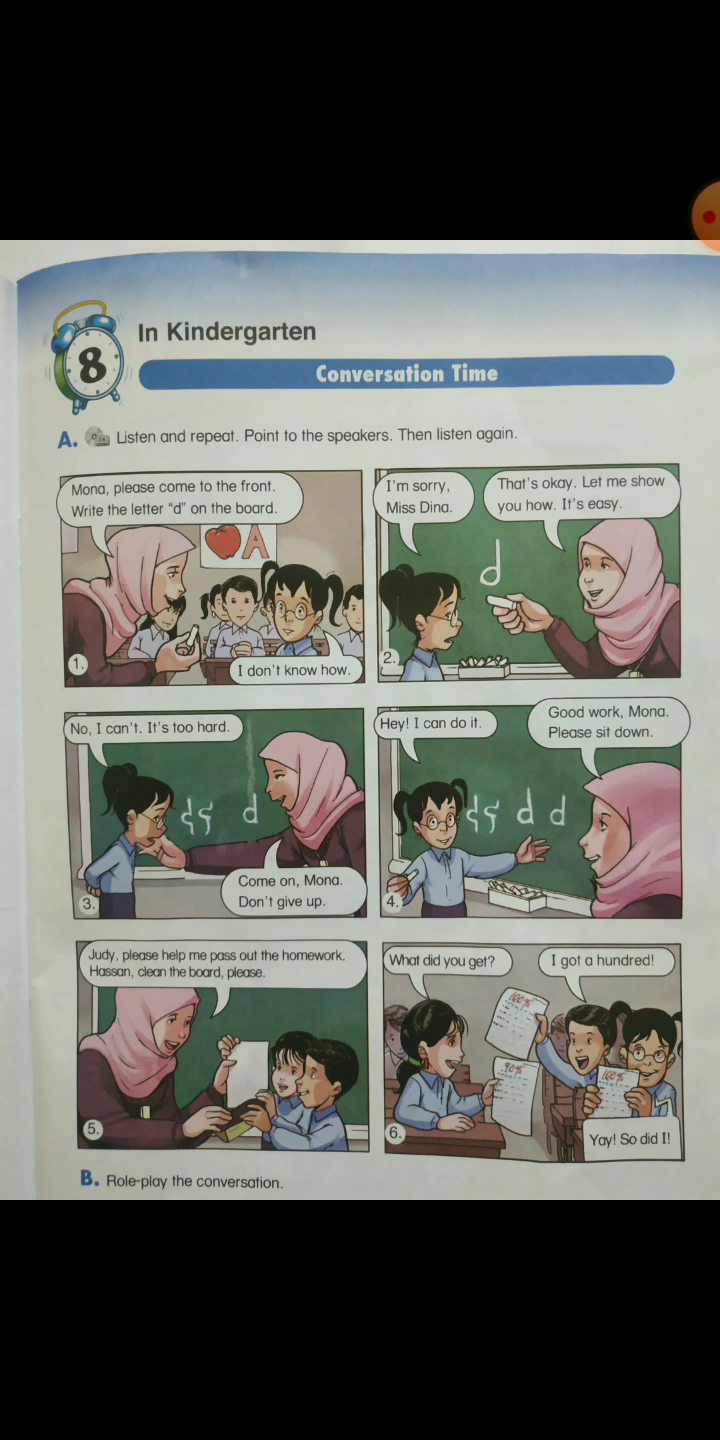 8
In Kindergarten
Conversation Time
A. Listen and repeat. Point to the speakers. Then listen again.
Mona, please come to the front.
Write the letter “d” on the board.
A
I don't know how.
1.
I'm sorry,
Miss Dina.
That's okay. Let me show
you how. It's easy.
d
2.
No, I can't. It's too hard.
d
Come on, Mona.
Don't give up.
3.
Hey! I can do it.
Good work, Mona.
Please sit down.
d d
4.
Judy, please help me pass out the homework.
Hassan, clean the board, please.
5.
What did you get?
I got a hundred!
100%
90%
100%
Yay! So did I!
6.
B. Role-play the conversation.